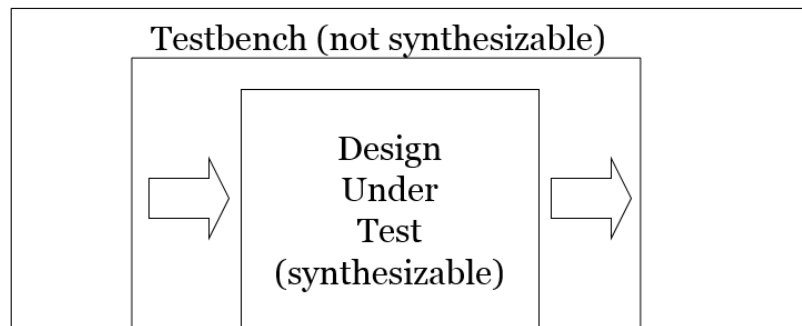 Testbench (not synthesizable)
Design
Under
Test
(synthesizable)